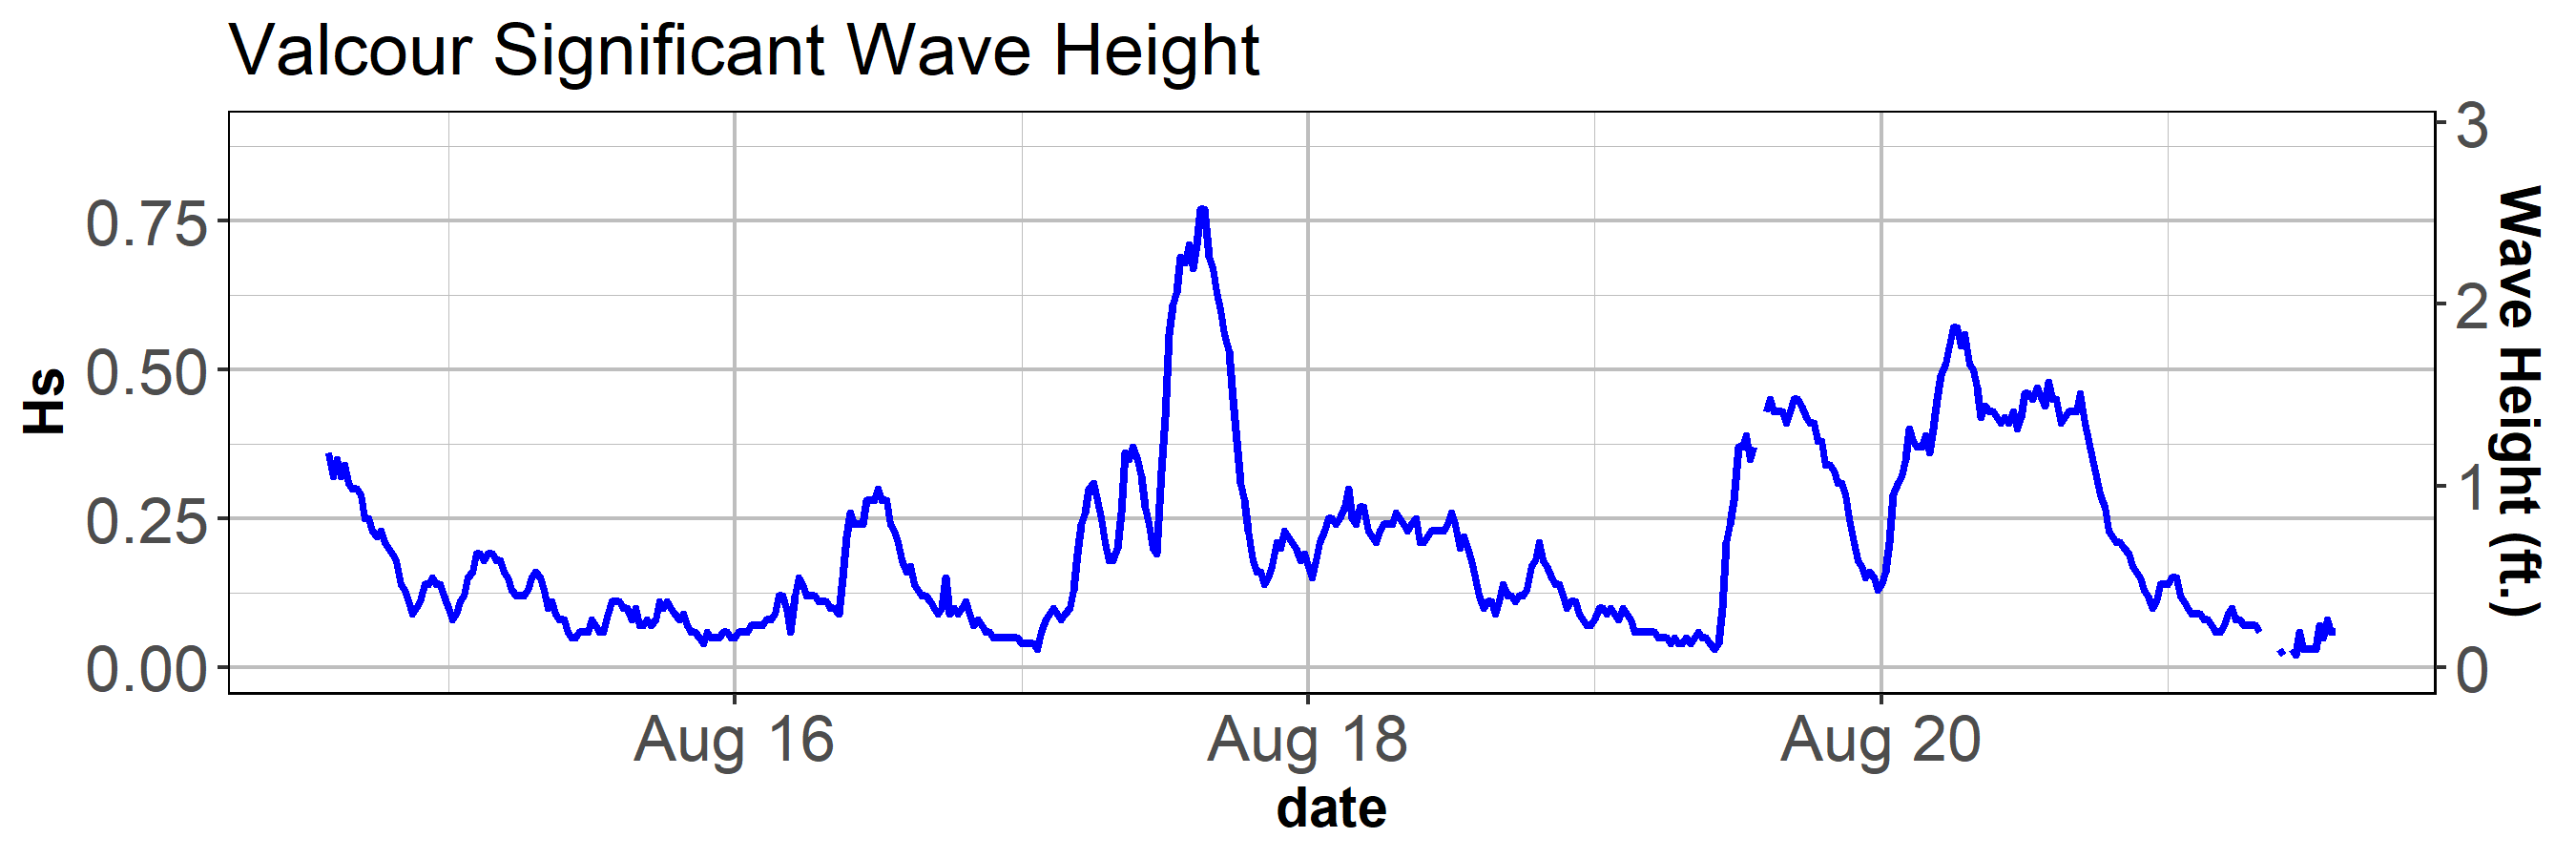 Valcour Significant Wave Height
Hs
0.75
0.50
0.25
0.00
3
2
1
0
Wave Height (ft.)
Aug 16
Aug 18
Aug 20
date